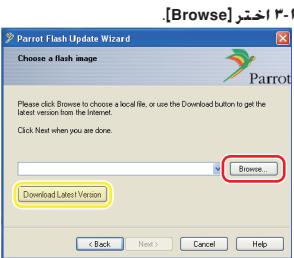 ٣-١ اختر [Browse].
Parrot Flash Update Wizard
Choose a flash image
Parrot
Please click Browse to choose a local file, or use the Download button to get the
latest version from the Internet.
Click Next when you are done.
Browse...
Download Latest Version
< Back Next > Cancel Help